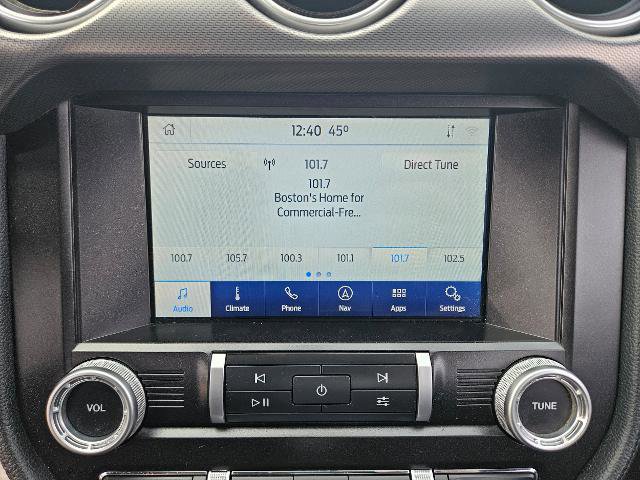 12:40 45°
Sources 101.7 Direct Tune
101.7
Boston's Home for
Commercial-Fre...
100.7 105.7 100.3 101.1 101.7 102.5
Audio Climate Phone Nav Apps Settings
VOL TUNE